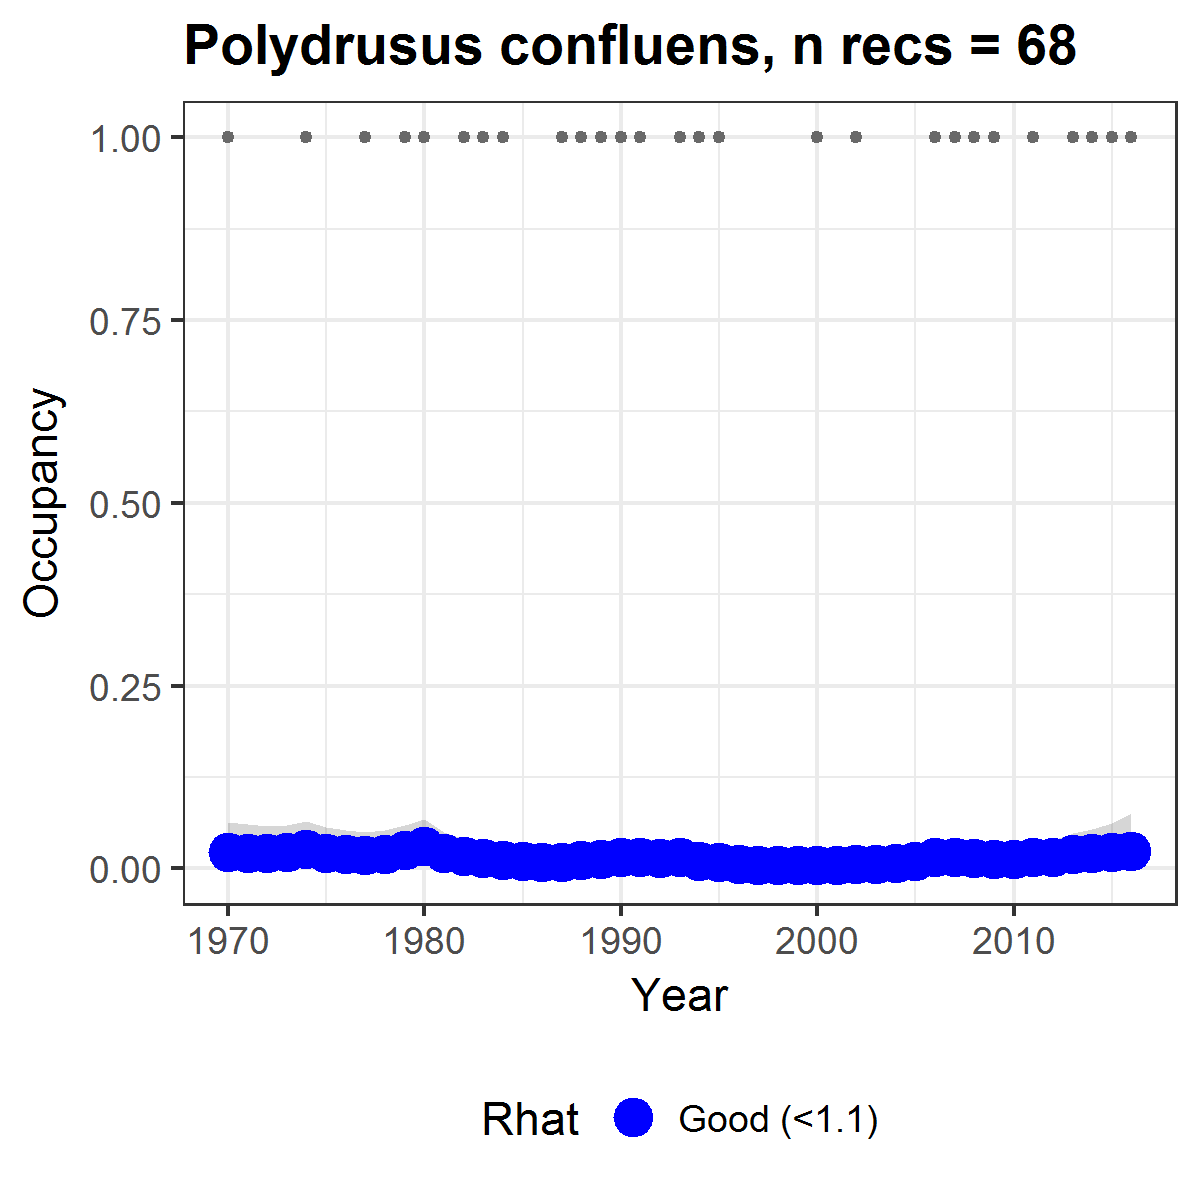 Polydrusus confluens, n recs = 68
1.00
0.75
0.50
0.25
0.00
Occupancy
1970 1980 1990 2000 2010
Year
Rhat Good (<1.1)